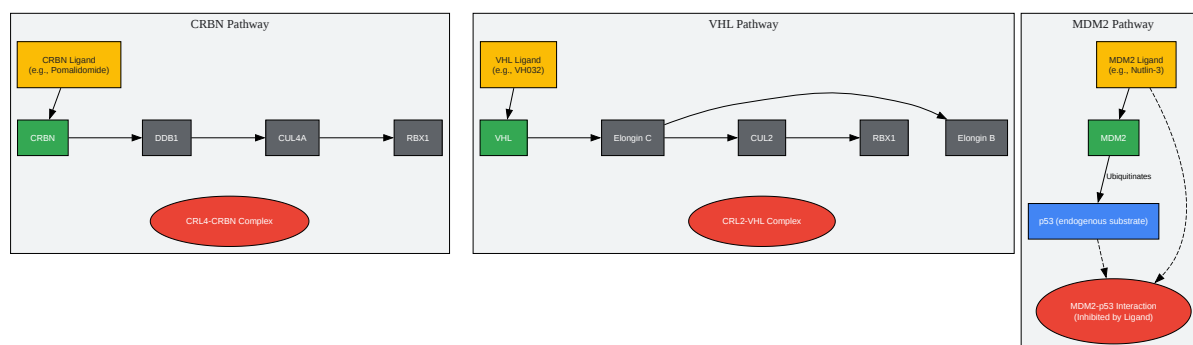 CRBN Pathway
CRBN Ligand
(e.g., Pomalidomide)
CRBN
DDB1
CUL4A
RBX1
CRL4-CRBN Complex
VHL Pathway
VHL Ligand
(e.g., VH032)
VHL
Elongin C
CUL2
RBX1
Elongin B
CRL2-VHL Complex
MDM2 Pathway
MDM2 Ligand
(e.g., Nutlin-3)
MDM2
Ubiquitinates
p53 (endogenous substrate)
MDM2-p53 Interaction
(Inhibited by Ligand)